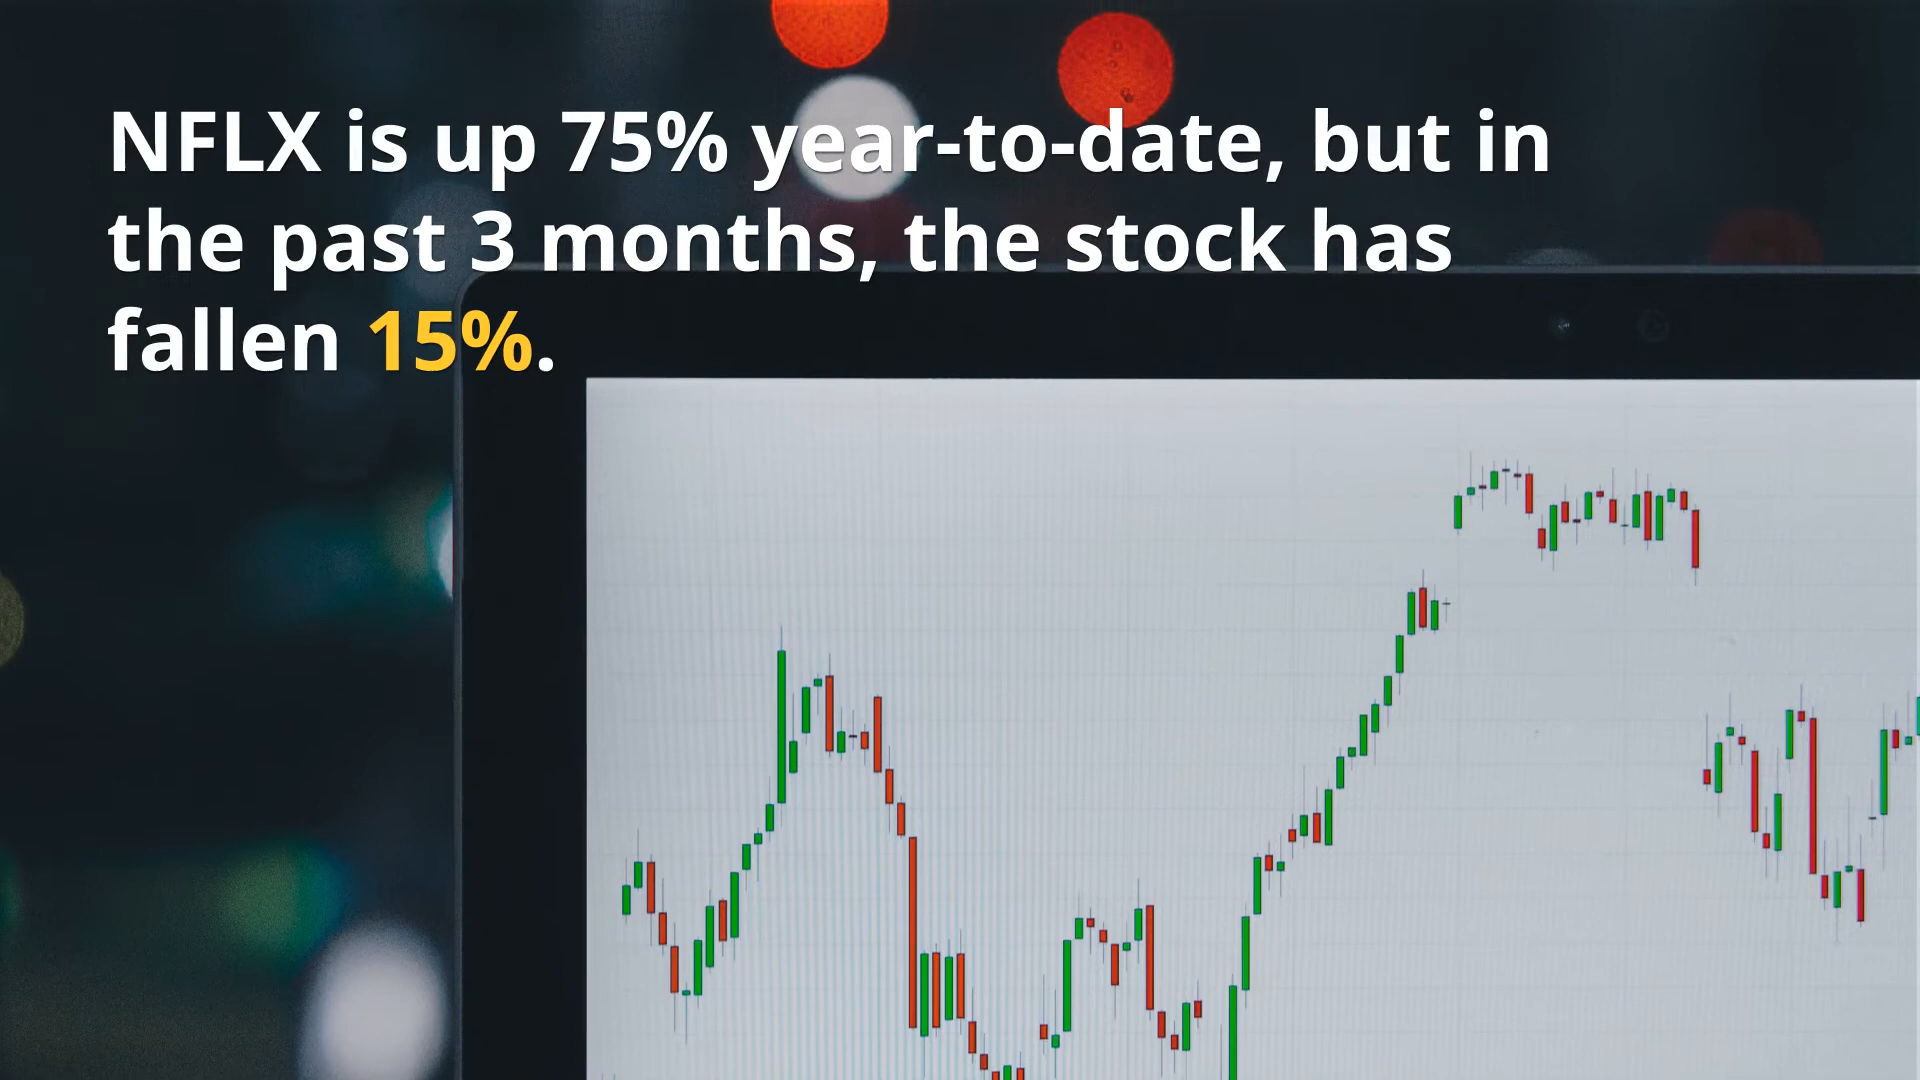 NFLX is up 75% year-to-date, but in
the past 3 months, the stock has
fallen 15%.